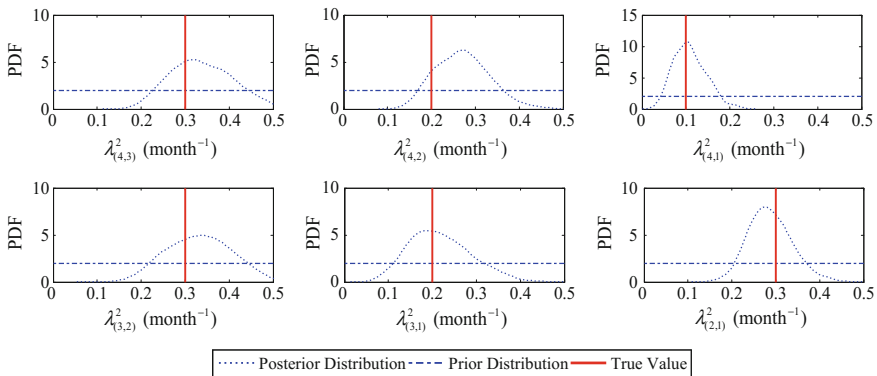 PDF
10
5
0
0 0.1 0.2 0.3 0.4 0.5
λ²₍₄,₃₎ (month⁻¹)
PDF
10
5
0
0 0.1 0.2 0.3 0.4 0.5
λ²₍₄,₂₎ (month⁻¹)
PDF
15
10
5
0
0 0.1 0.2 0.3 0.4 0.5
λ²₍₄,₁₎ (month⁻¹)
PDF
10
5
0
0 0.1 0.2 0.3 0.4 0.5
λ²₍₃,₂₎ (month⁻¹)
PDF
10
5
0
0 0.1 0.2 0.3 0.4 0.5
λ²₍₃,₁₎ (month⁻¹)
PDF
10
5
0
0 0.1 0.2 0.3 0.4 0.5
λ²₍₂,₁₎ (month⁻¹)
Posterior Distribution Prior Distribution True Value